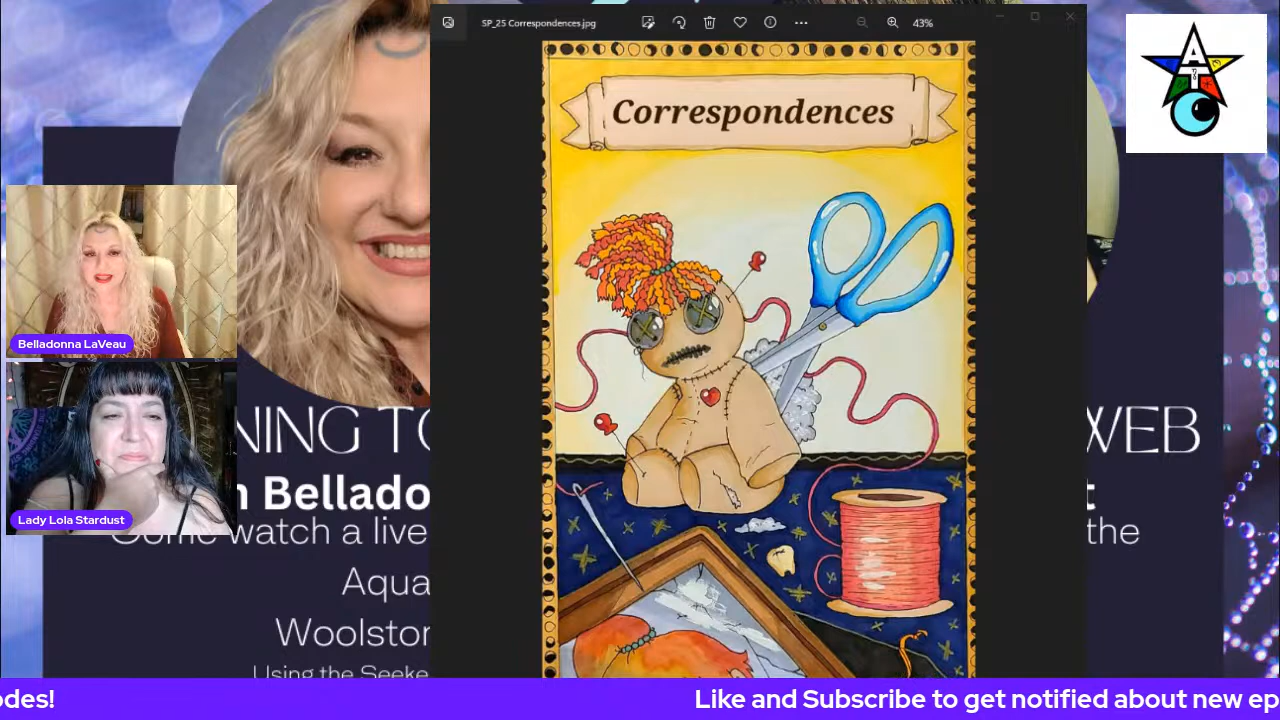 SP_25 Correspondences.jpg
43%
Correspondences
A
T
Belladonna LaVeau
Lady Lola Stardust
NING TO
WEB
Bellado
t
Come watch a live
the
Aqua
Woolston
Using the Seeke
odes!
Like and Subscribe to get notified about new ep